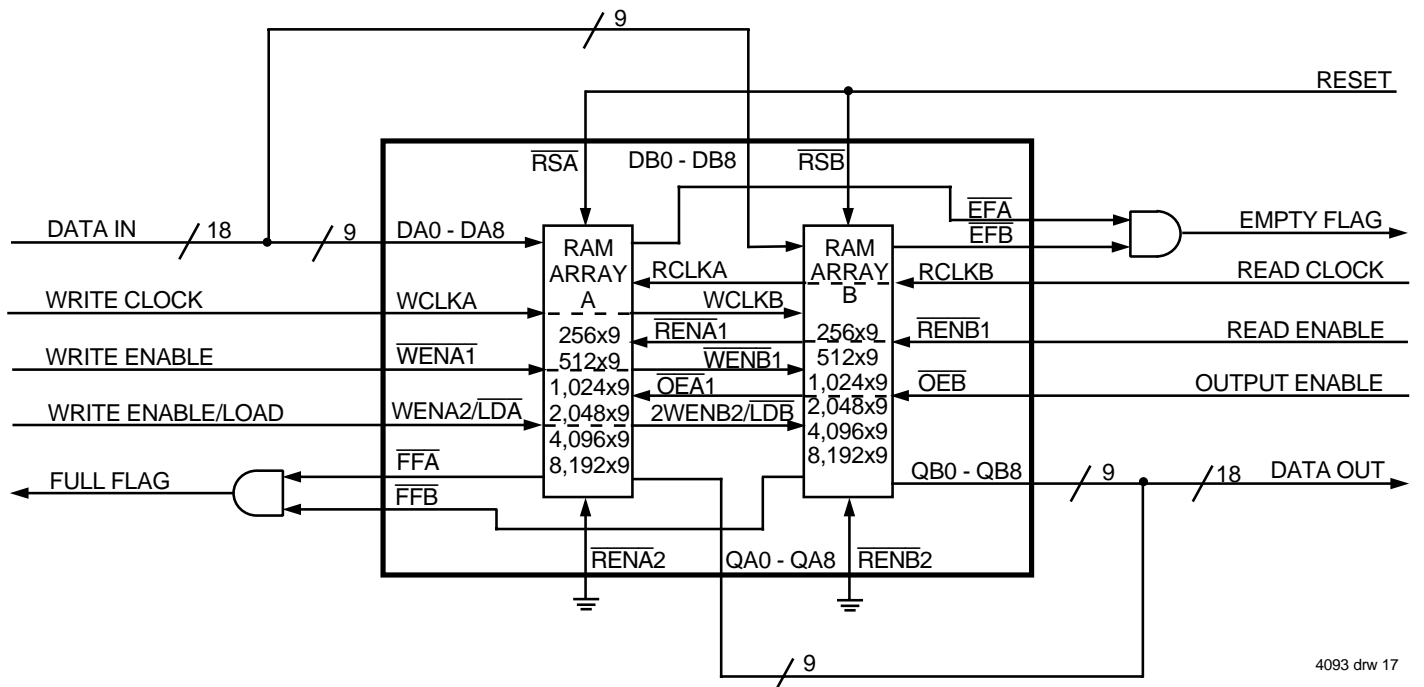 9
RESET
RSA
DB0 - DB8
RSB
DATA IN
18
9
DA0 - DA8
RAM
ARRAY
A
256x9
512x9
1,024x9
2,048x9
4,096x9
8,192x9
RAM
ARRAY
B
256x9
512x9
1,024x9
2,048x9
4,096x9
8,192x9
EFA
EFB
EMPTY FLAG
RCLKA
RCLKB
READ CLOCK
WRITE CLOCK
WCLKA
WCLKB
RENA1
RENB1
READ ENABLE
WRITE ENABLE
WENA1
WENB1
OEA1
OEB
OUTPUT ENABLE
WRITE ENABLE/LOAD
WENA2/LDA
2WENB2/LDB
FFA
FULL FLAG
FFB
QB0 - QB8
9
18
DATA OUT
RENA2
QA0 - QA8
RENB2
9
4093 drw 17